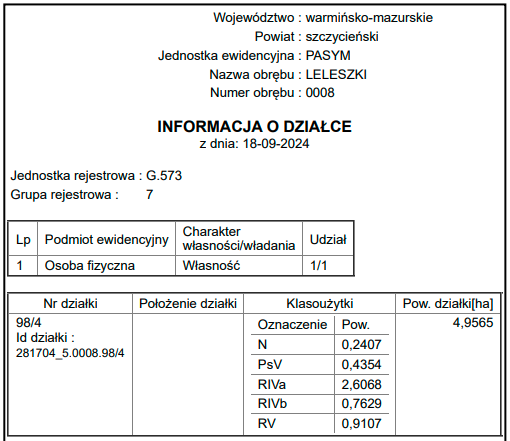 Województwo : warmińsko-mazurskie
Powiat : szczycieński
Jednostka ewidencyjna : PASYM
Nazwa obrębu : LELESZKI
Numer obrębu : 0008
INFORMACJA O DZIAŁCE
z dnia: 18-09-2024
Jednostka rejestrowa : G.573
Grupa rejestrowa : 7
Lp Podmiot ewidencyjny Charakter własności/władania Udział
1 Osoba fizyczna Własność 1/1
Nr działki Położenie działki Klasoużytki Pow. działki[ha]
98/4 Oznaczenie Pow. 4,9565
Id działki :
281704_5.0008.98/4
N 0,2407
PsV 0,4354
RIVa 2,6068
RIVb 0,7629
RV 0,9107